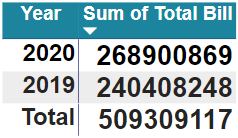 Year Sum of Total Bill
2020 268900869
2019 240408248
Total 509309117